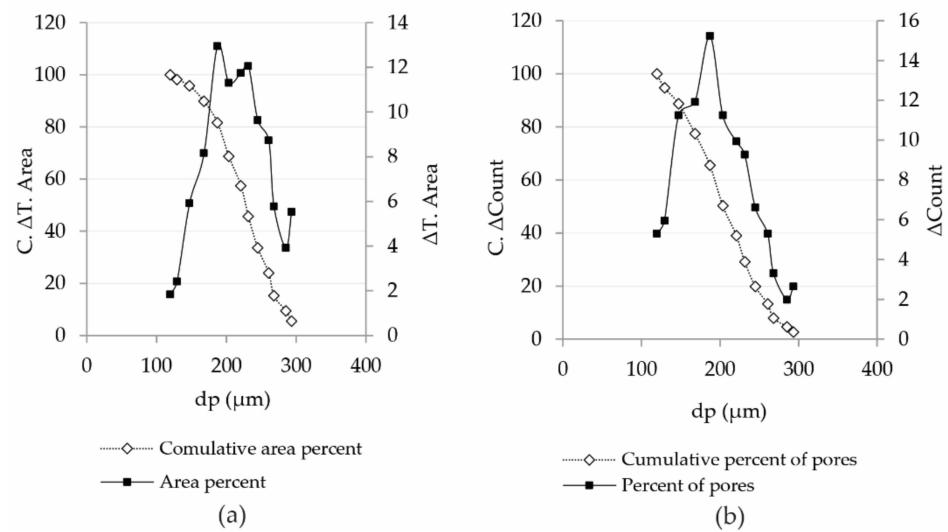 120
100
80
60
40
20
0
C. ΔT. Area
14
12
10
8
6
4
2
0
ΔT. Area
0 100 200 300 400
dp (μm)
Comulative area percent
Area percent
(a)
120
100
80
60
40
20
0
C. ΔCount
16
14
12
10
8
6
4
2
0
ΔCount
0 100 200 300 400
dp (μm)
Cumulative percent of pores
Percent of pores
(b)